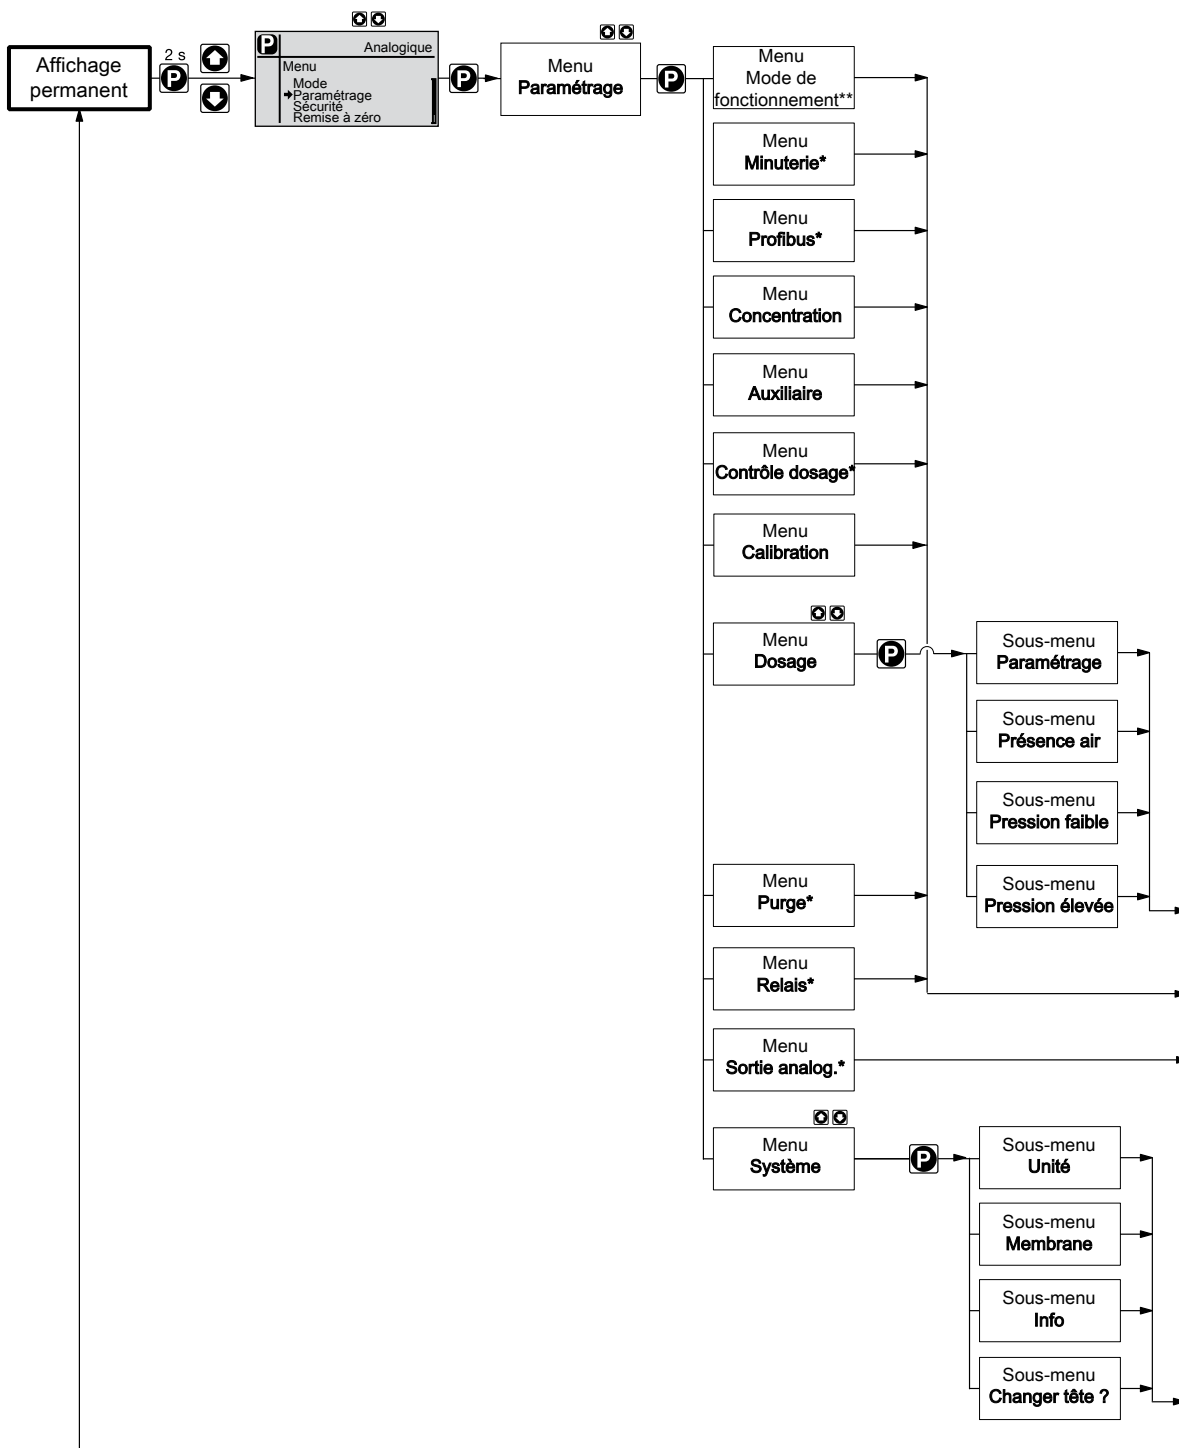 Affichage
permanent
2 s
P
P
Analogique
Menu
Mode
Paramétrage
Sécurité
Remise à zéro
P
Menu
Paramétrage
P
Menu
Mode de
fonctionnement**
Menu
Minuterie*
Menu
Profibus*
Menu
Concentration
Menu
Auxiliaire
Menu
Contrôle dosage*
Menu
Calibration
Menu
Dosage
P
Sous-menu
Paramétrage
Sous-menu
Présence air
Sous-menu
Pression faible
Sous-menu
Pression élevée
Menu
Purge*
Menu
Relais*
Menu
Sortie analog.*
Menu
Système
P
Sous-menu
Unité
Sous-menu
Membrane
Sous-menu
Info
Sous-menu
Changer tête ?